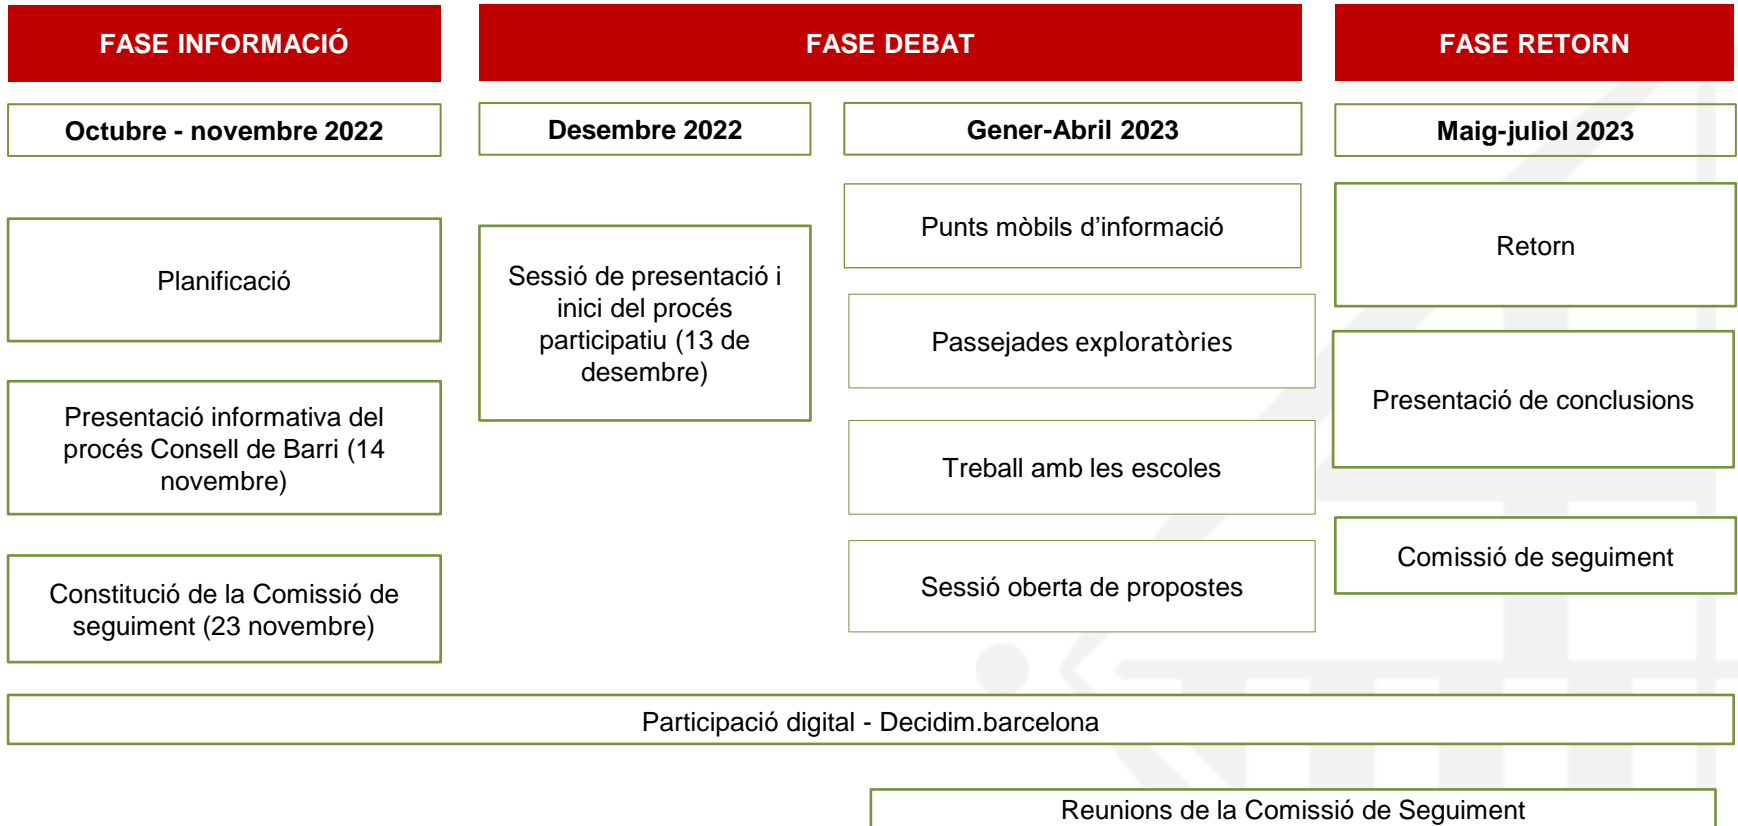 FASE INFORMACIÓ
FASE DEBAT
FASE RETORN
Octubre - novembre 2022
Desembre 2022
Gener-Abril 2023
Maig-juliol 2023
Planificació
Presentació informativa del
procés Consell de Barri (14
novembre)
Constitució de la Comissió de
seguiment (23 novembre)
Sessió de presentació i
inici del procés
participatiu (13 de
desembre)
Punts mòbils d’informació
Passejades exploratòries
Treball amb les escoles
Sessió oberta de propostes
Retorn
Presentació de conclusions
Comissió de seguiment
Participació digital - Decidim.barcelona
Reunions de la Comissió de Seguiment